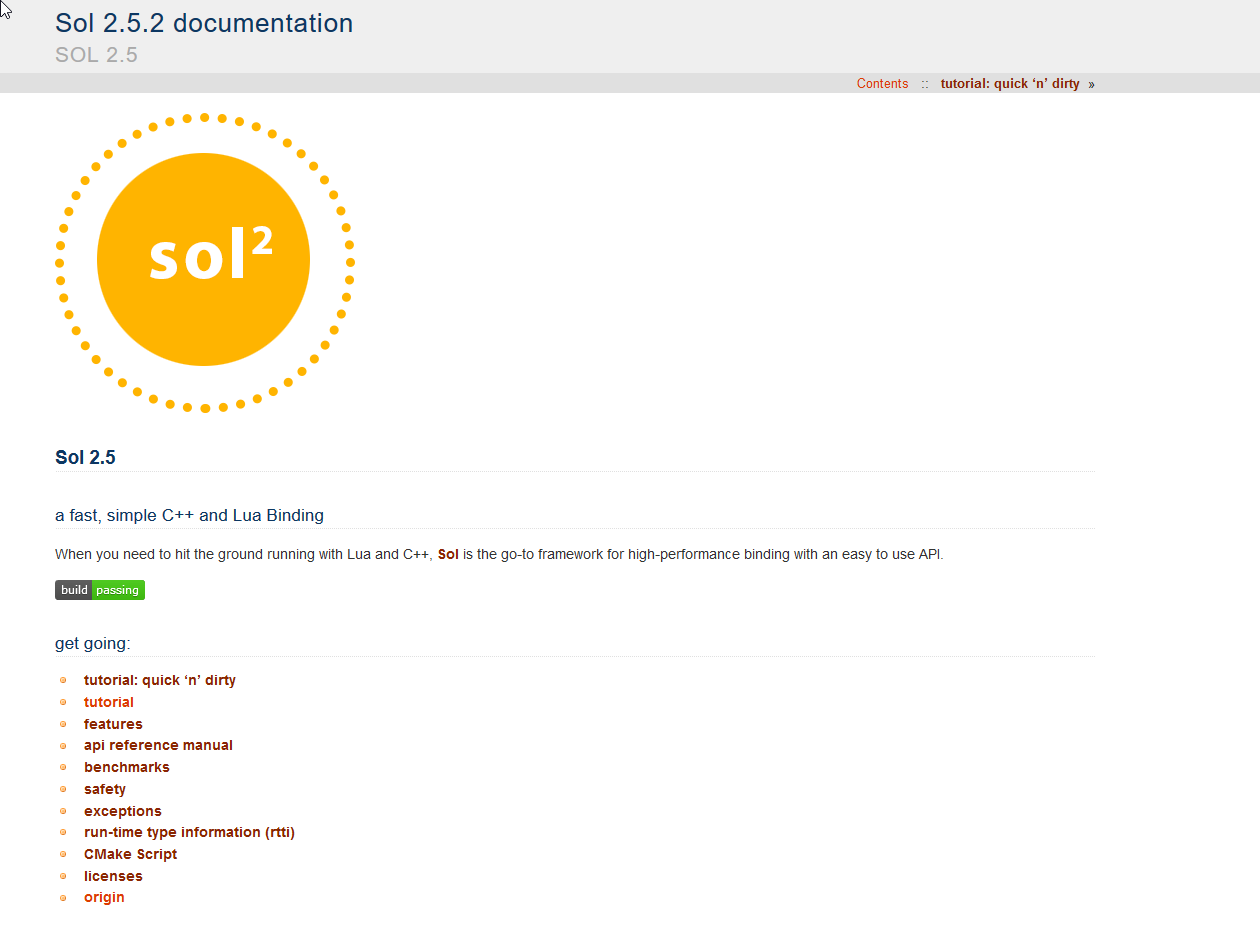 Sol 2.5.2 documentation
SOL 2.5
Contents :: tutorial: quick ‘n’ dirty »
sol²
Sol 2.5
a fast, simple C++ and Lua Binding
When you need to hit the ground running with Lua and C++, Sol is the go-to framework for high-performance binding with an easy to use API.
build passing
get going:
tutorial: quick ‘n’ dirty
tutorial
features
api reference manual
benchmarks
safety
exceptions
run-time type information (rtti)
CMake Script
licenses
origin